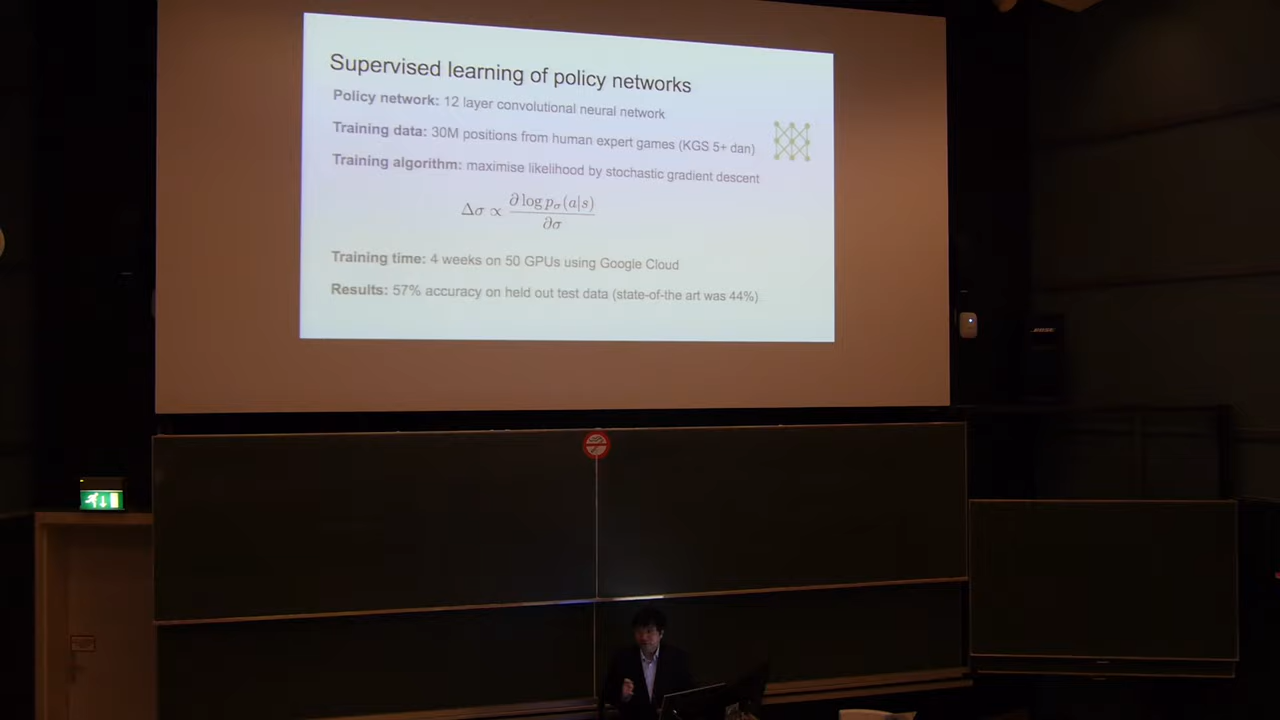 Supervised learning of policy networks
Policy network: 12 layer convolutional neural network
Training data: 30M positions from human expert games (KGS 5+ dan)
Training algorithm: maximise likelihood by stochastic gradient descent
Δσ ∝ ∂ log pσ(a|s) / ∂σ
Training time: 4 weeks on 50 GPUs using Google Cloud
Results: 57% accuracy on held out test data (state-of-the art was 44%)